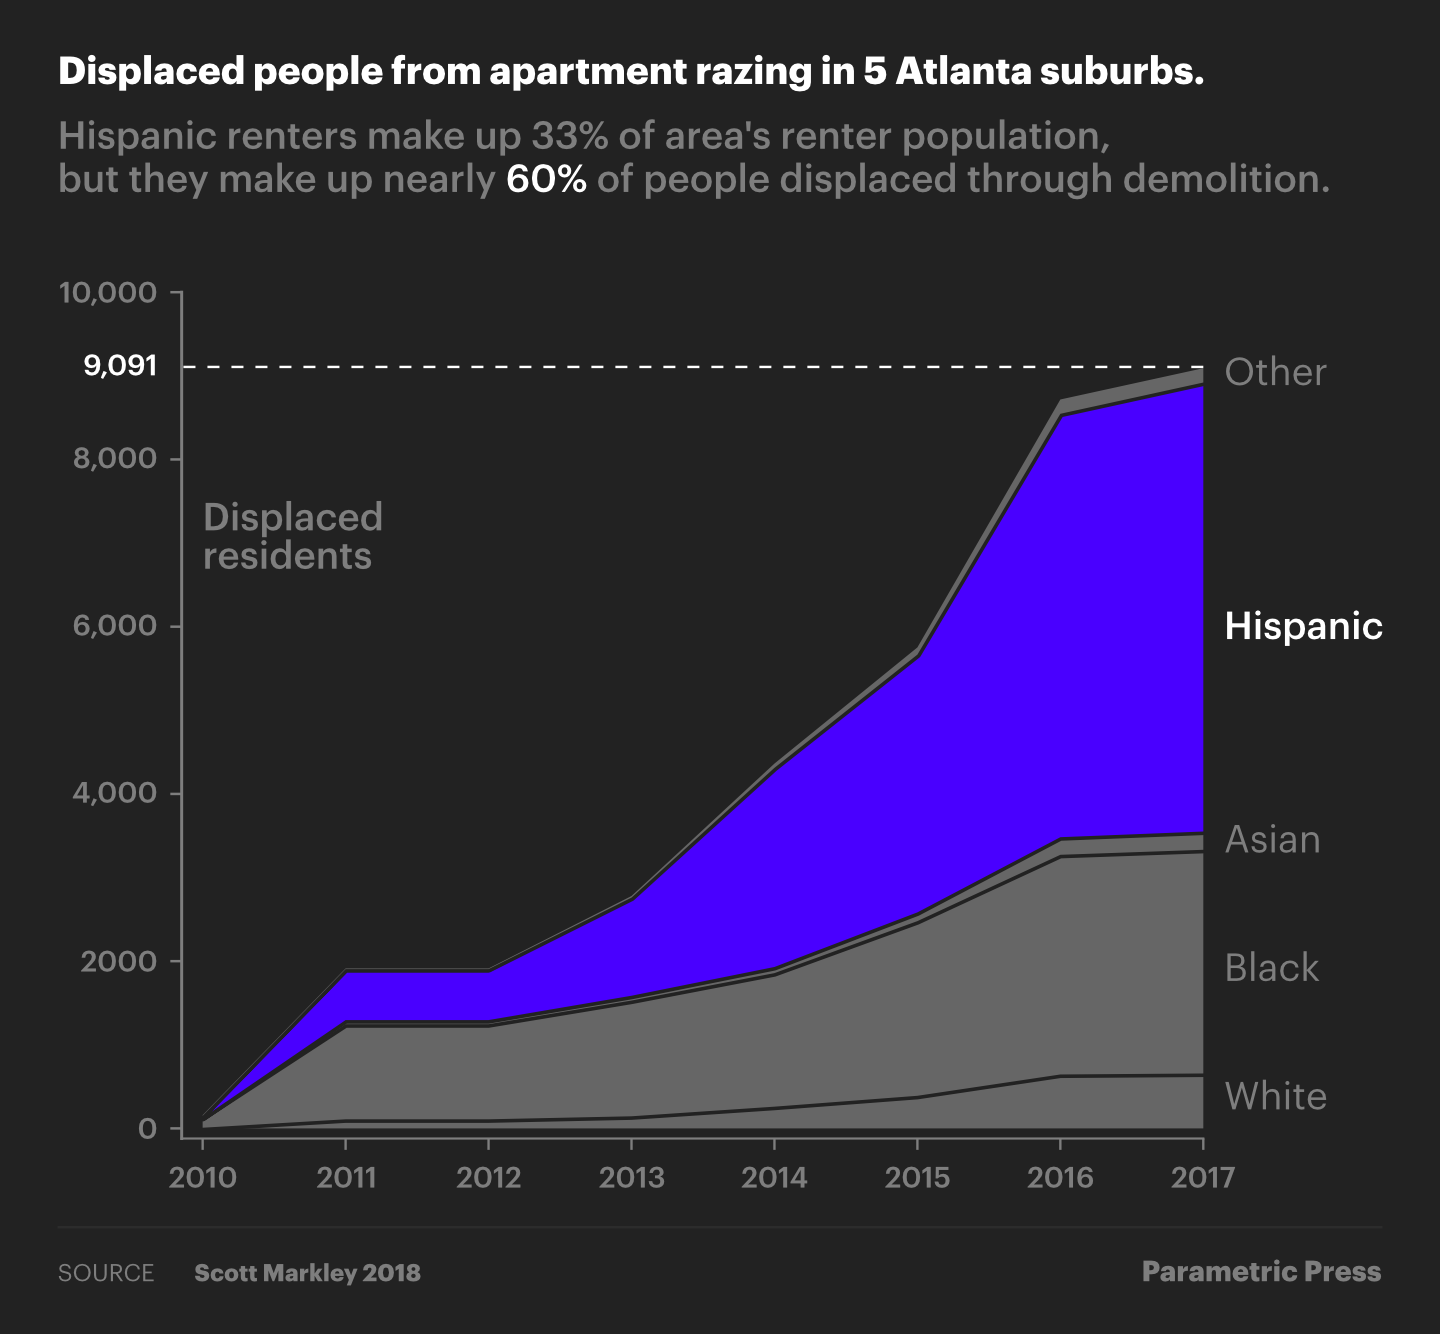 Displaced people from apartment razing in 5 Atlanta suburbs.
Hispanic renters make up 33% of area's renter population,
but they make up nearly 60% of people displaced through demolition.
10,000
9,091
8,000
6,000
4,000
2000
0
Displaced
residents
Other
Hispanic
Asian
Black
White
2010 2011 2012 2013 2014 2015 2016 2017
SOURCE Scott Markley 2018 Parametric Press